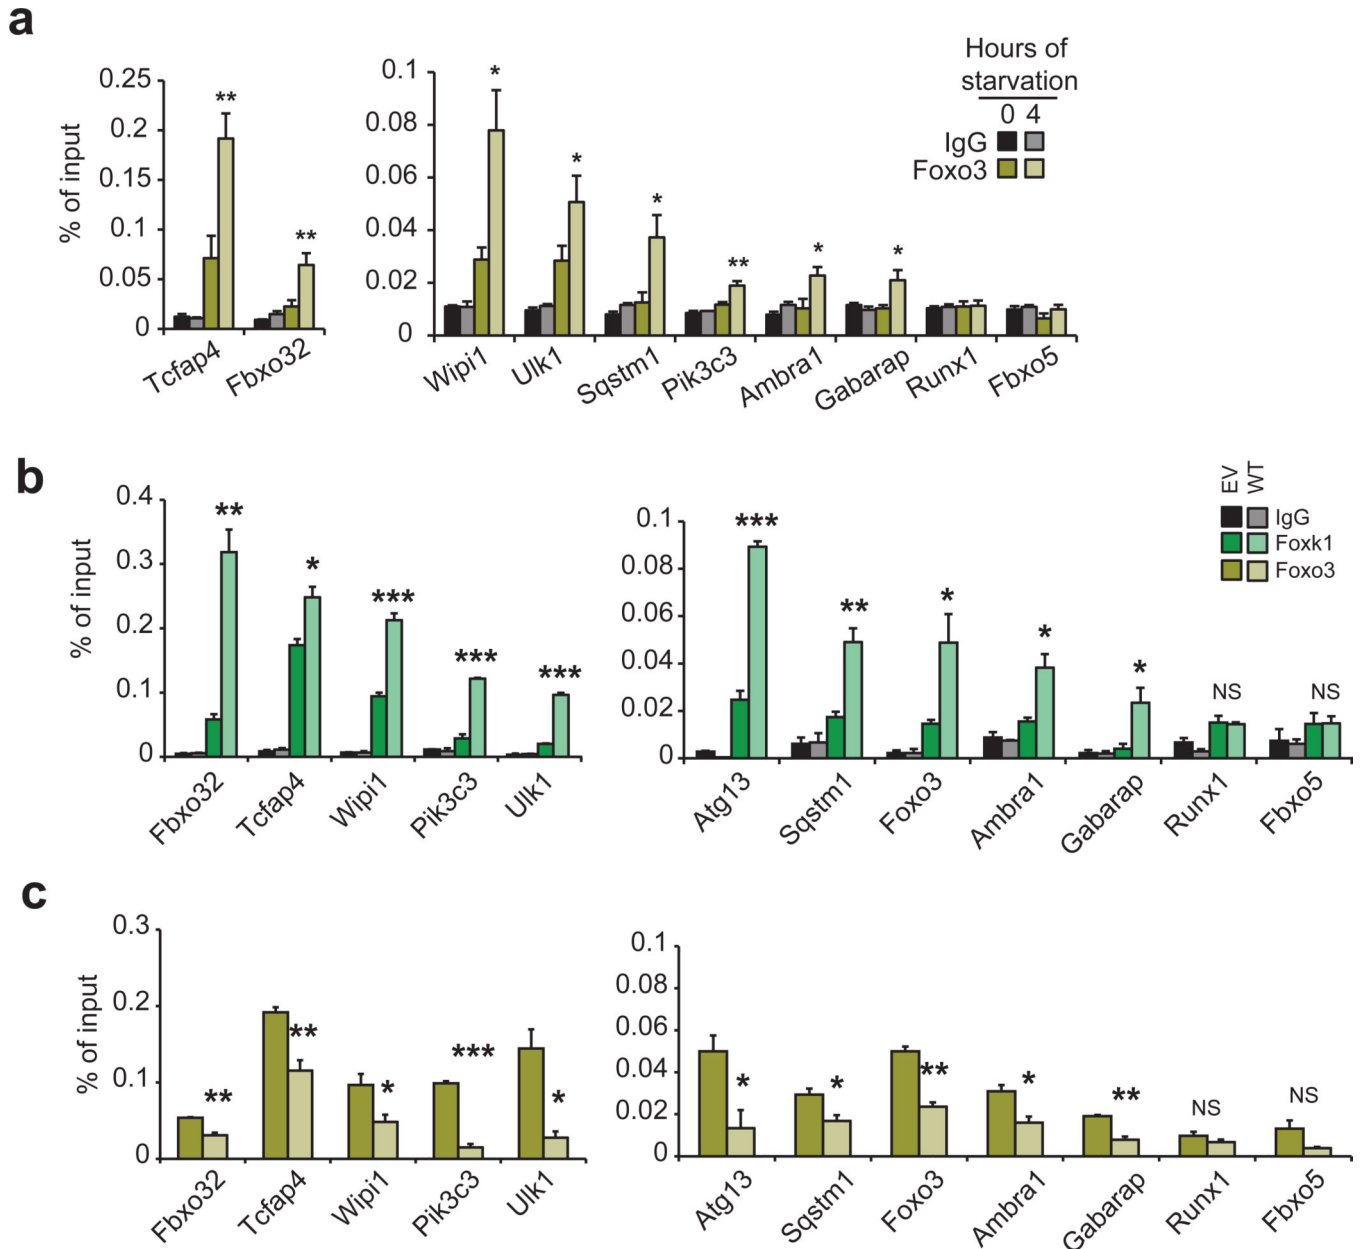 a
Hours of
starvation
0 4
IgG
Foxo3
% of input
0.25
0.2
0.15
0.1
0.05
0
** **
Tcfap4 Fbxo32
0.1
0.08
0.06
0.04
0.02
0
* * * ** * *
Wipi1 Ulk1 Sqstm1 Pik3c3 Ambra1 Gabarap Runx1 Fbxo5
b
EV WT
IgG
Foxk1
Foxo3
% of input
0.4
0.3
0.2
0.1
0
** * *** *** ***
Fbxo32 Tcfap4 Wipi1 Pik3c3 Ulk1
0.1
0.08
0.06
0.04
0.02
0
*** ** * * * NS NS
Atg13 Sqstm1 Foxo3 Ambra1 Gabarap Runx1 Fbxo5
c
% of input
0.3
0.2
0.1
0
** ** * *** *
Fbxo32 Tcfap4 Wipi1 Pik3c3 Ulk1
0.1
0.08
0.06
0.04
0.02
0
* * ** * ** NS NS
Atg13 Sqstm1 Foxo3 Ambra1 Gabarap Runx1 Fbxo5